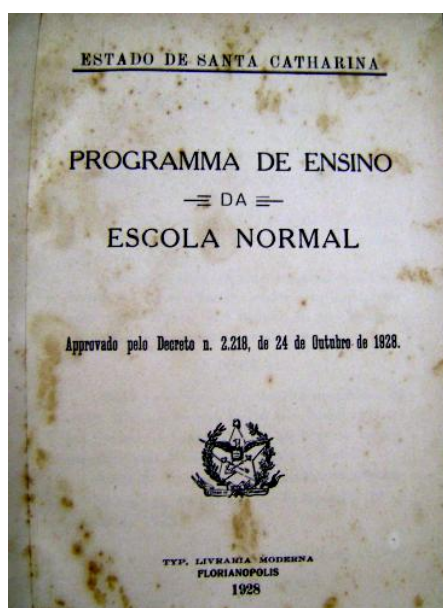 ESTADO DE SANTA CATHARINA
PROGRAMMA DE ENSINO
DA
ESCOLA NORMAL
Approvado pelo Decreto n. 2.218, de 24 de Outubro de 1928.
TYP. LIVRARIA MODERNA
FLORIANOPOLIS
1928